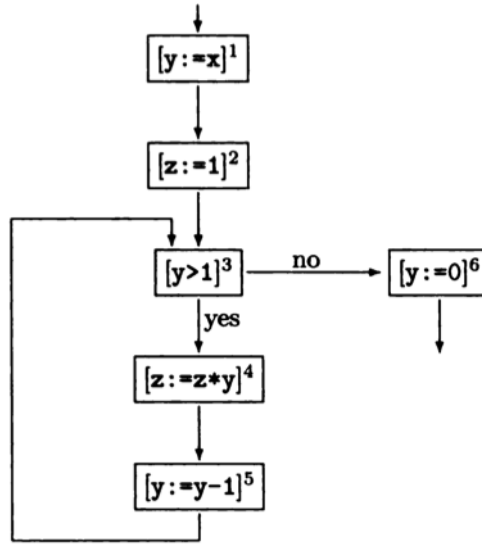 [y:=x]¹
[z:=1]²
[y>1]³ no [y:=0]⁶
yes
[z:=z*y]⁴
[y:=y-1]⁵